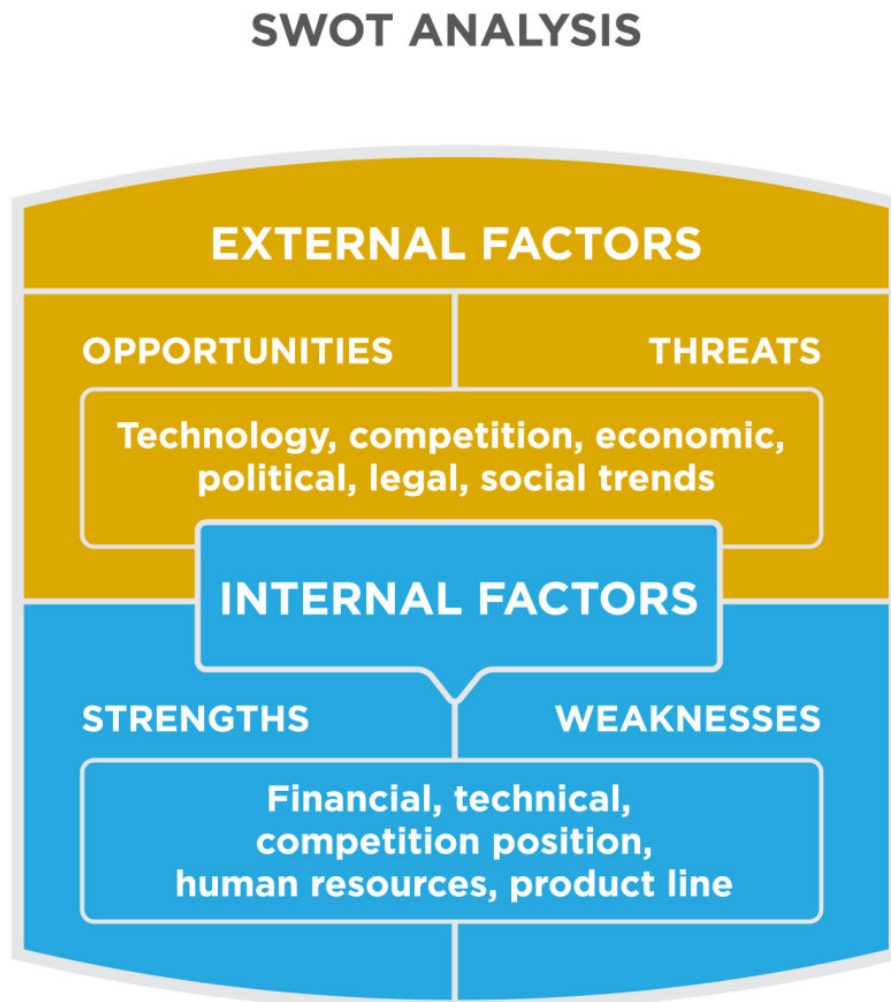 SWOT ANALYSIS
EXTERNAL FACTORS
OPPORTUNITIES
THREATS
Technology, competition, economic,
political, legal, social trends
INTERNAL FACTORS
STRENGTHS
WEAKNESSES
Financial, technical,
competition position,
human resources, product line